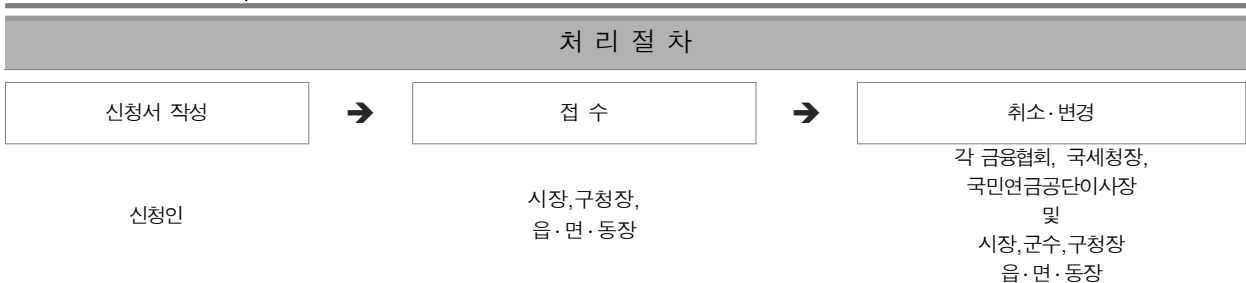 처 리 절 차
신청서 작성
➔
접 수
➔
취소·변경
신청인
시장,구청장,
읍·면·동장
각 금융협회, 국세청장,
국민연금공단이사장
및
시장,군수,구청장
읍·면·동장